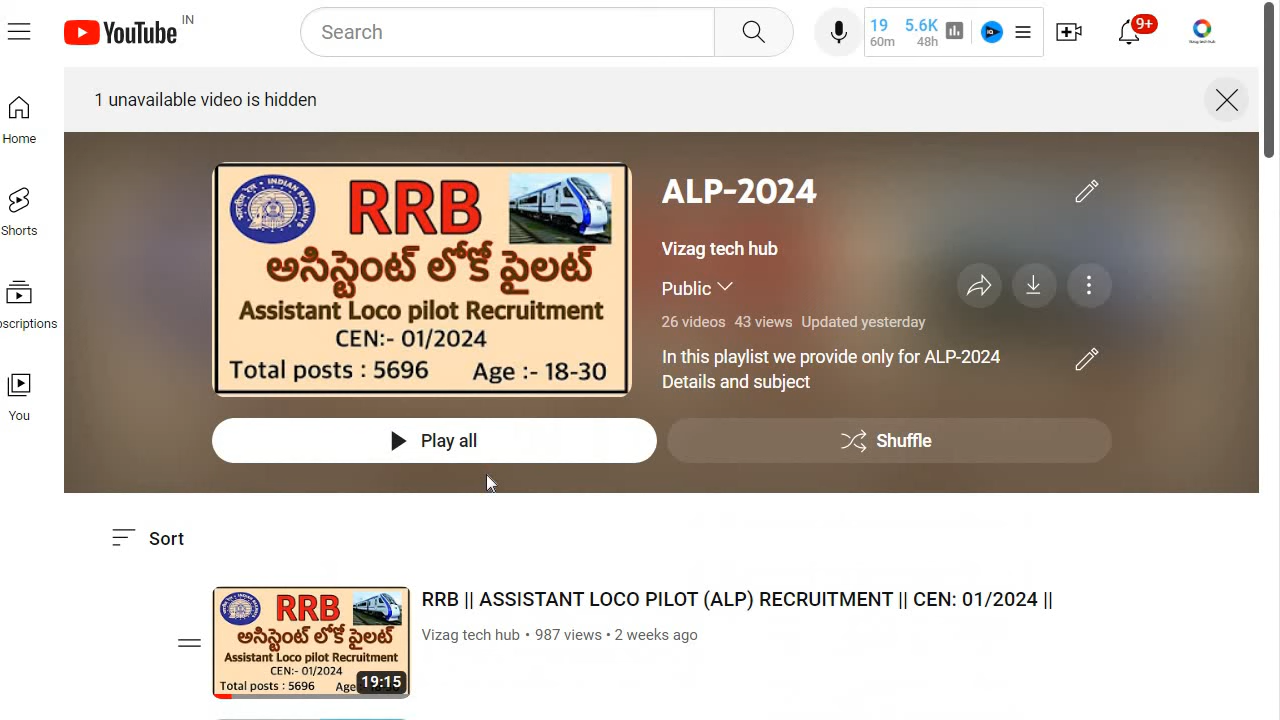 YouTube IN
Search
19 5.6K
60m 48h
9+
1 unavailable video is hidden
Home
Shorts
scriptions
You
RRB
అసిస్టెంట్ లోకో పైలట్
Assistant Loco pilot Recruitment
CEN:- 01/2024
Total posts : 5696 Age :- 18-30
ALP-2024
Vizag tech hub
Public
26 videos 43 views Updated yesterday
In this playlist we provide only for ALP-2024
Details and subject
Play all
Shuffle
Sort
RRB
అసిస్టెంట్ లోకో పైలట్
Assistant Loco pilot Recruitment
CEN:- 01/2024
Total posts : 5696 Age
19:15
RRB || ASSISTANT LOCO PILOT (ALP) RECRUITMENT || CEN: 01/2024 ||
Vizag tech hub • 987 views • 2 weeks ago